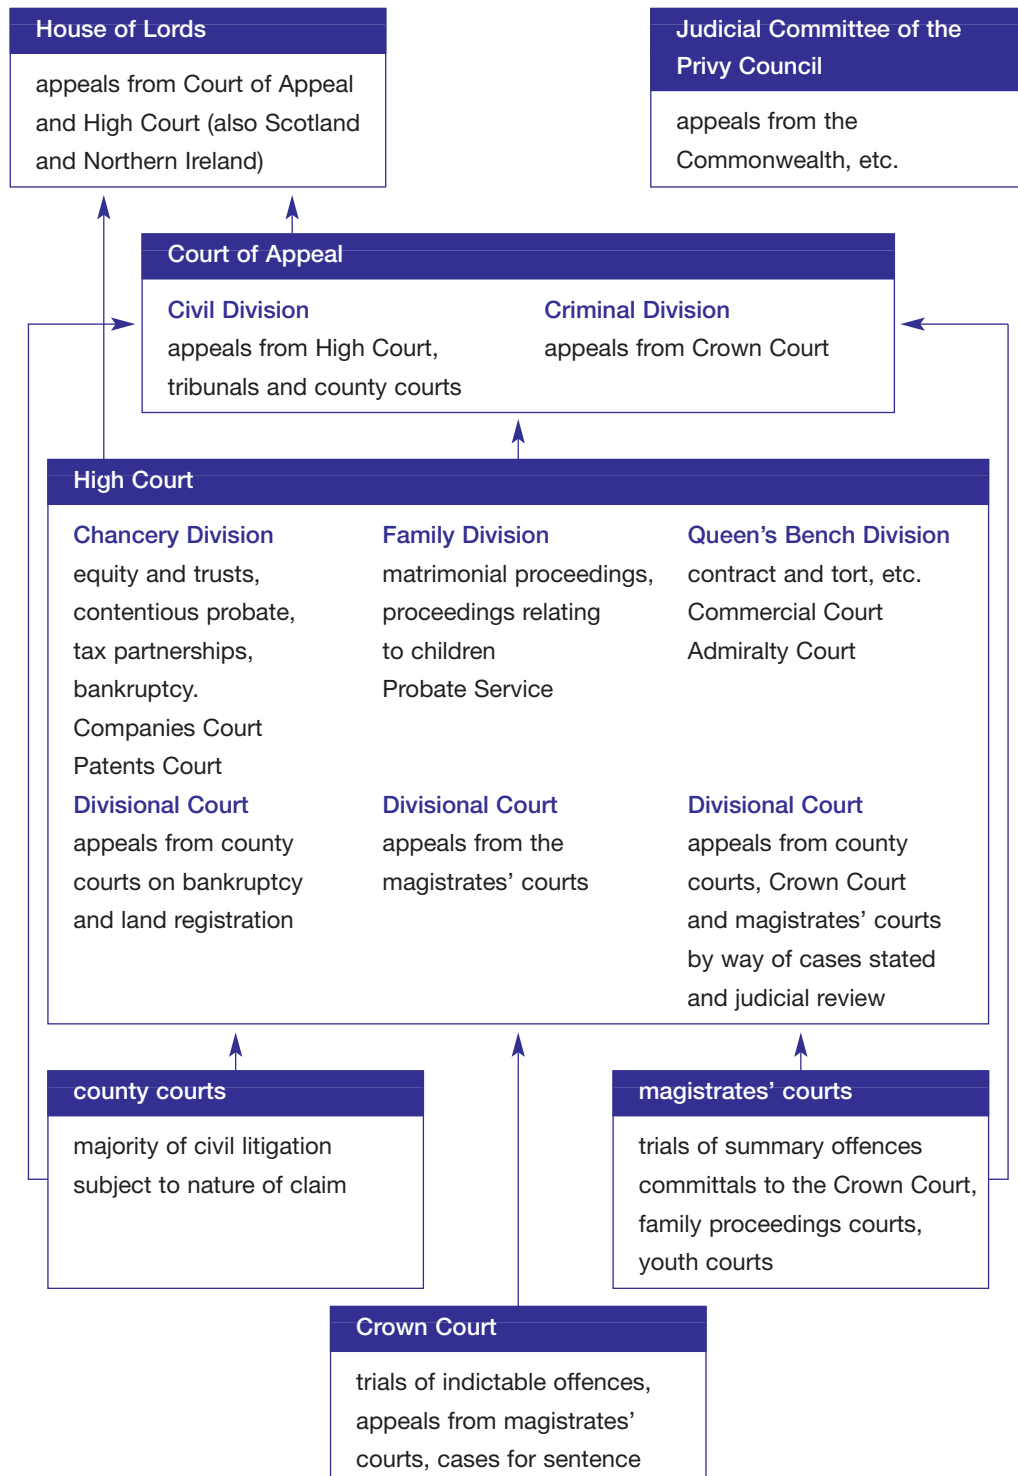 House of Lords
appeals from Court of Appeal
and High Court (also Scotland
and Northern Ireland)
Judicial Committee of the
Privy Council
appeals from the
Commonwealth, etc.
Court of Appeal
Civil Division
appeals from High Court,
tribunals and county courts
Criminal Division
appeals from Crown Court
High Court
Chancery Division
equity and trusts,
contentious probate,
tax partnerships,
bankruptcy.
Companies Court
Patents Court
Divisional Court
appeals from county
courts on bankruptcy
and land registration
Family Division
matrimonial proceedings,
proceedings relating
to children
Probate Service
Divisional Court
appeals from the
magistrates’ courts
Queen’s Bench Division
contract and tort, etc.
Commercial Court
Admiralty Court
Divisional Court
appeals from county
courts, Crown Court
and magistrates’ courts
by way of cases stated
and judicial review
county courts
majority of civil litigation
subject to nature of claim
magistrates’ courts
trials of summary offences
committals to the Crown Court,
family proceedings courts,
youth courts
Crown Court
trials of indictable offences,
appeals from magistrates’
courts, cases for sentence